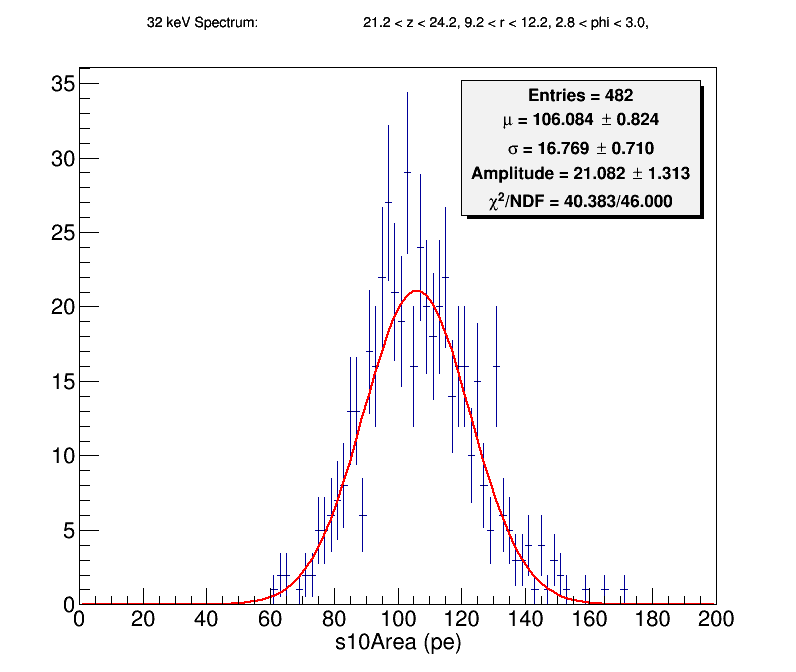 32 keV Spectrum: 21.2 < z < 24.2, 9.2 < r < 12.2, 2.8 < phi < 3.0,
Entries = 482
μ = 106.084 ± 0.824
σ = 16.769 ± 0.710
Amplitude = 21.082 ± 1.313
χ²/NDF = 40.383/46.000
35
30
25
20
15
10
5
0
0 20 40 60 80 100 120 140 160 180 200
s10Area (pe)